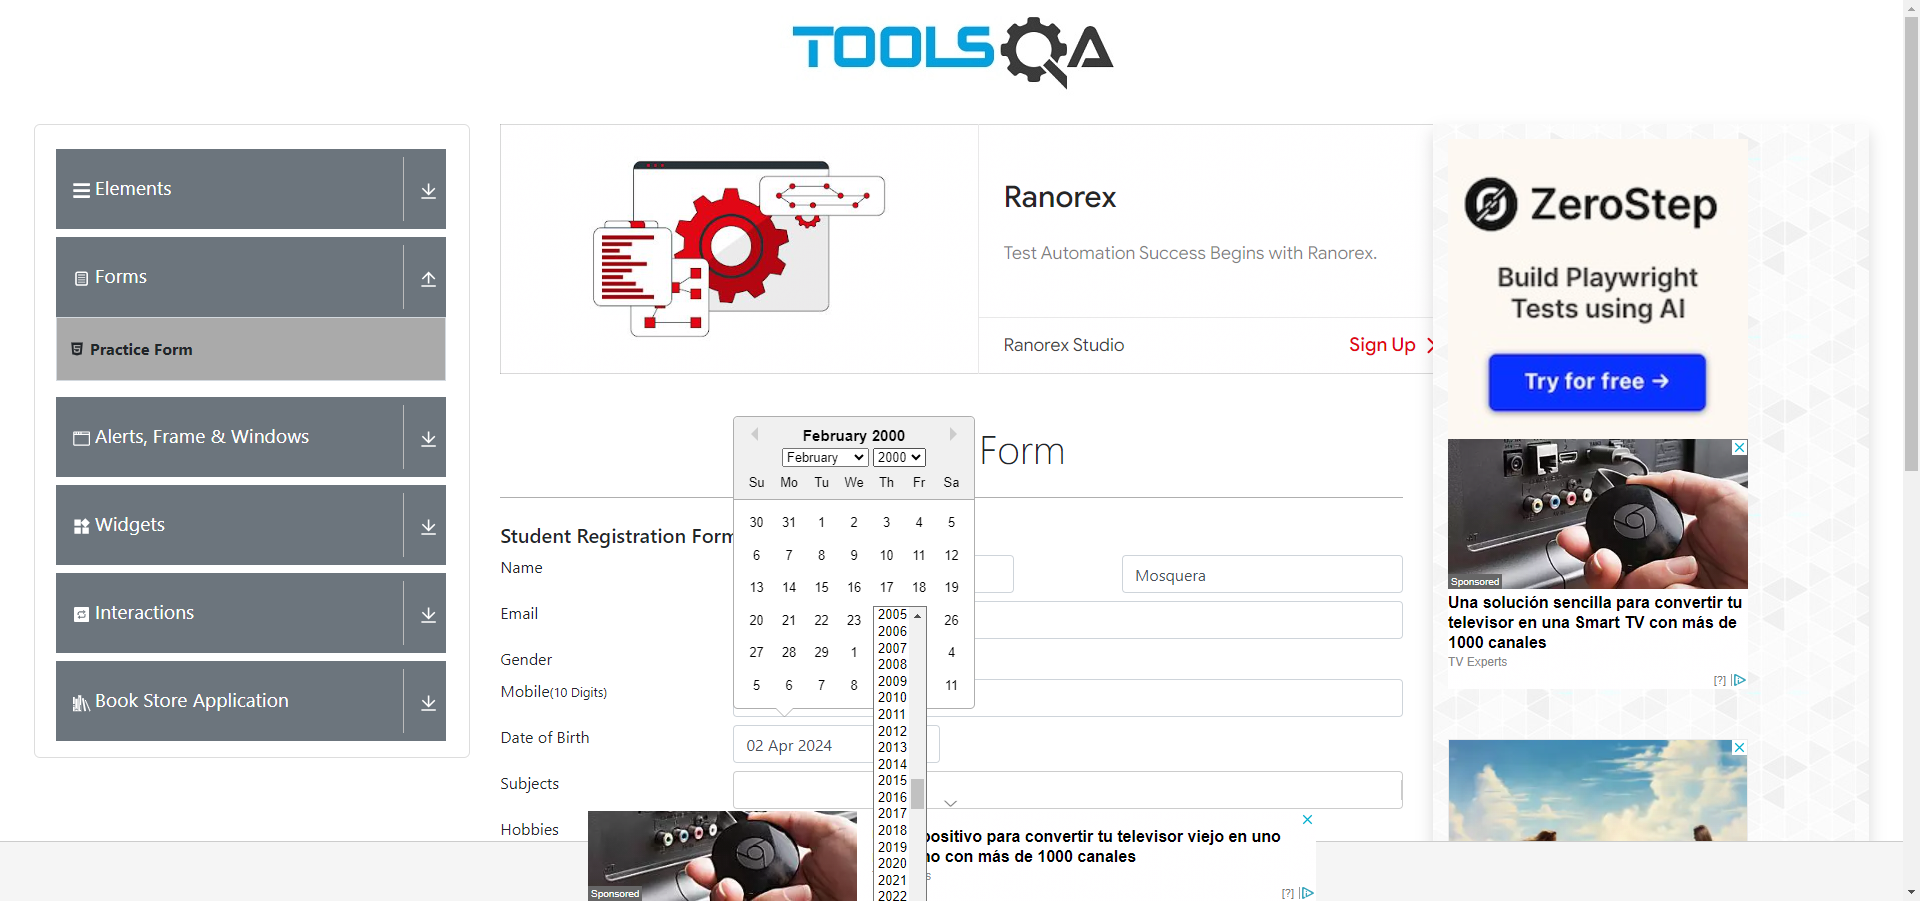 TOOLSQA
Elements
Forms
Practice Form
Alerts, Frame & Windows
Widgets
Interactions
Book Store Application
Ranorex
Test Automation Success Begins with Ranorex.
Ranorex Studio
Sign Up
Form
February 2000
February 2000
Su Mo Tu We Th Fr Sa
30 31 1 2 3 4 5
6 7 8 9 10 11 12
13 14 15 16 17 18 19
20 21 22 23 26
27 28 29 1 4
5 6 7 8 11
2005
2006
2007
2008
2009
2010
2011
2012
2013
2014
2015
2016
2017
2018
2019
2020
2021
2022
Student Registration Form
Name
Mosquera
Email
Gender
Mobile(10 Digits)
Date of Birth
02 Apr 2024
Subjects
Hobbies
Sponsored
positivo para convertir tu televisor viejo en uno
no con más de 1000 canales
s
[?]
ZeroStep
Build Playwright
Tests using AI
Try for free →
Sponsored
Una solución sencilla para convertir tu
televisor en una Smart TV con más de
1000 canales
TV Experts
[?]